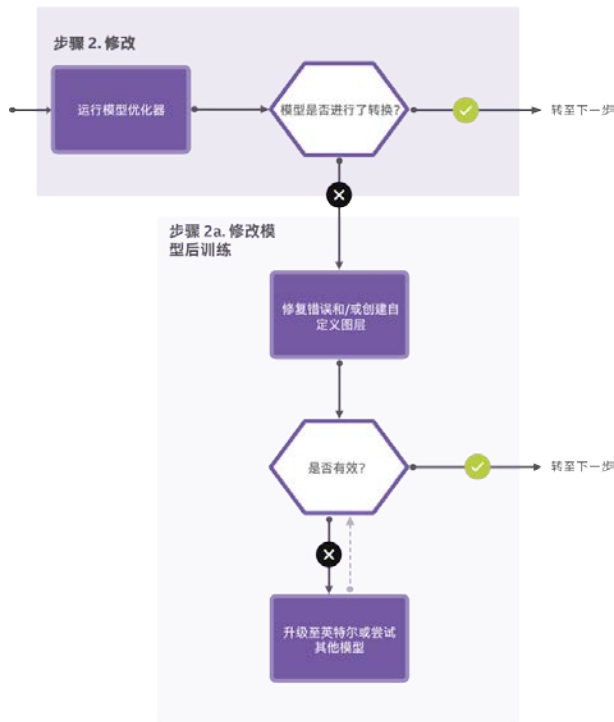 步骤 2. 修改
运行模型优化器
模型是否进行了转换?
转至下一步
步骤 2a. 修改模
型后训练
修复错误和/或创建自
定义图层
是否有效?
转至下一步
升级至英特尔或尝试
其他模型